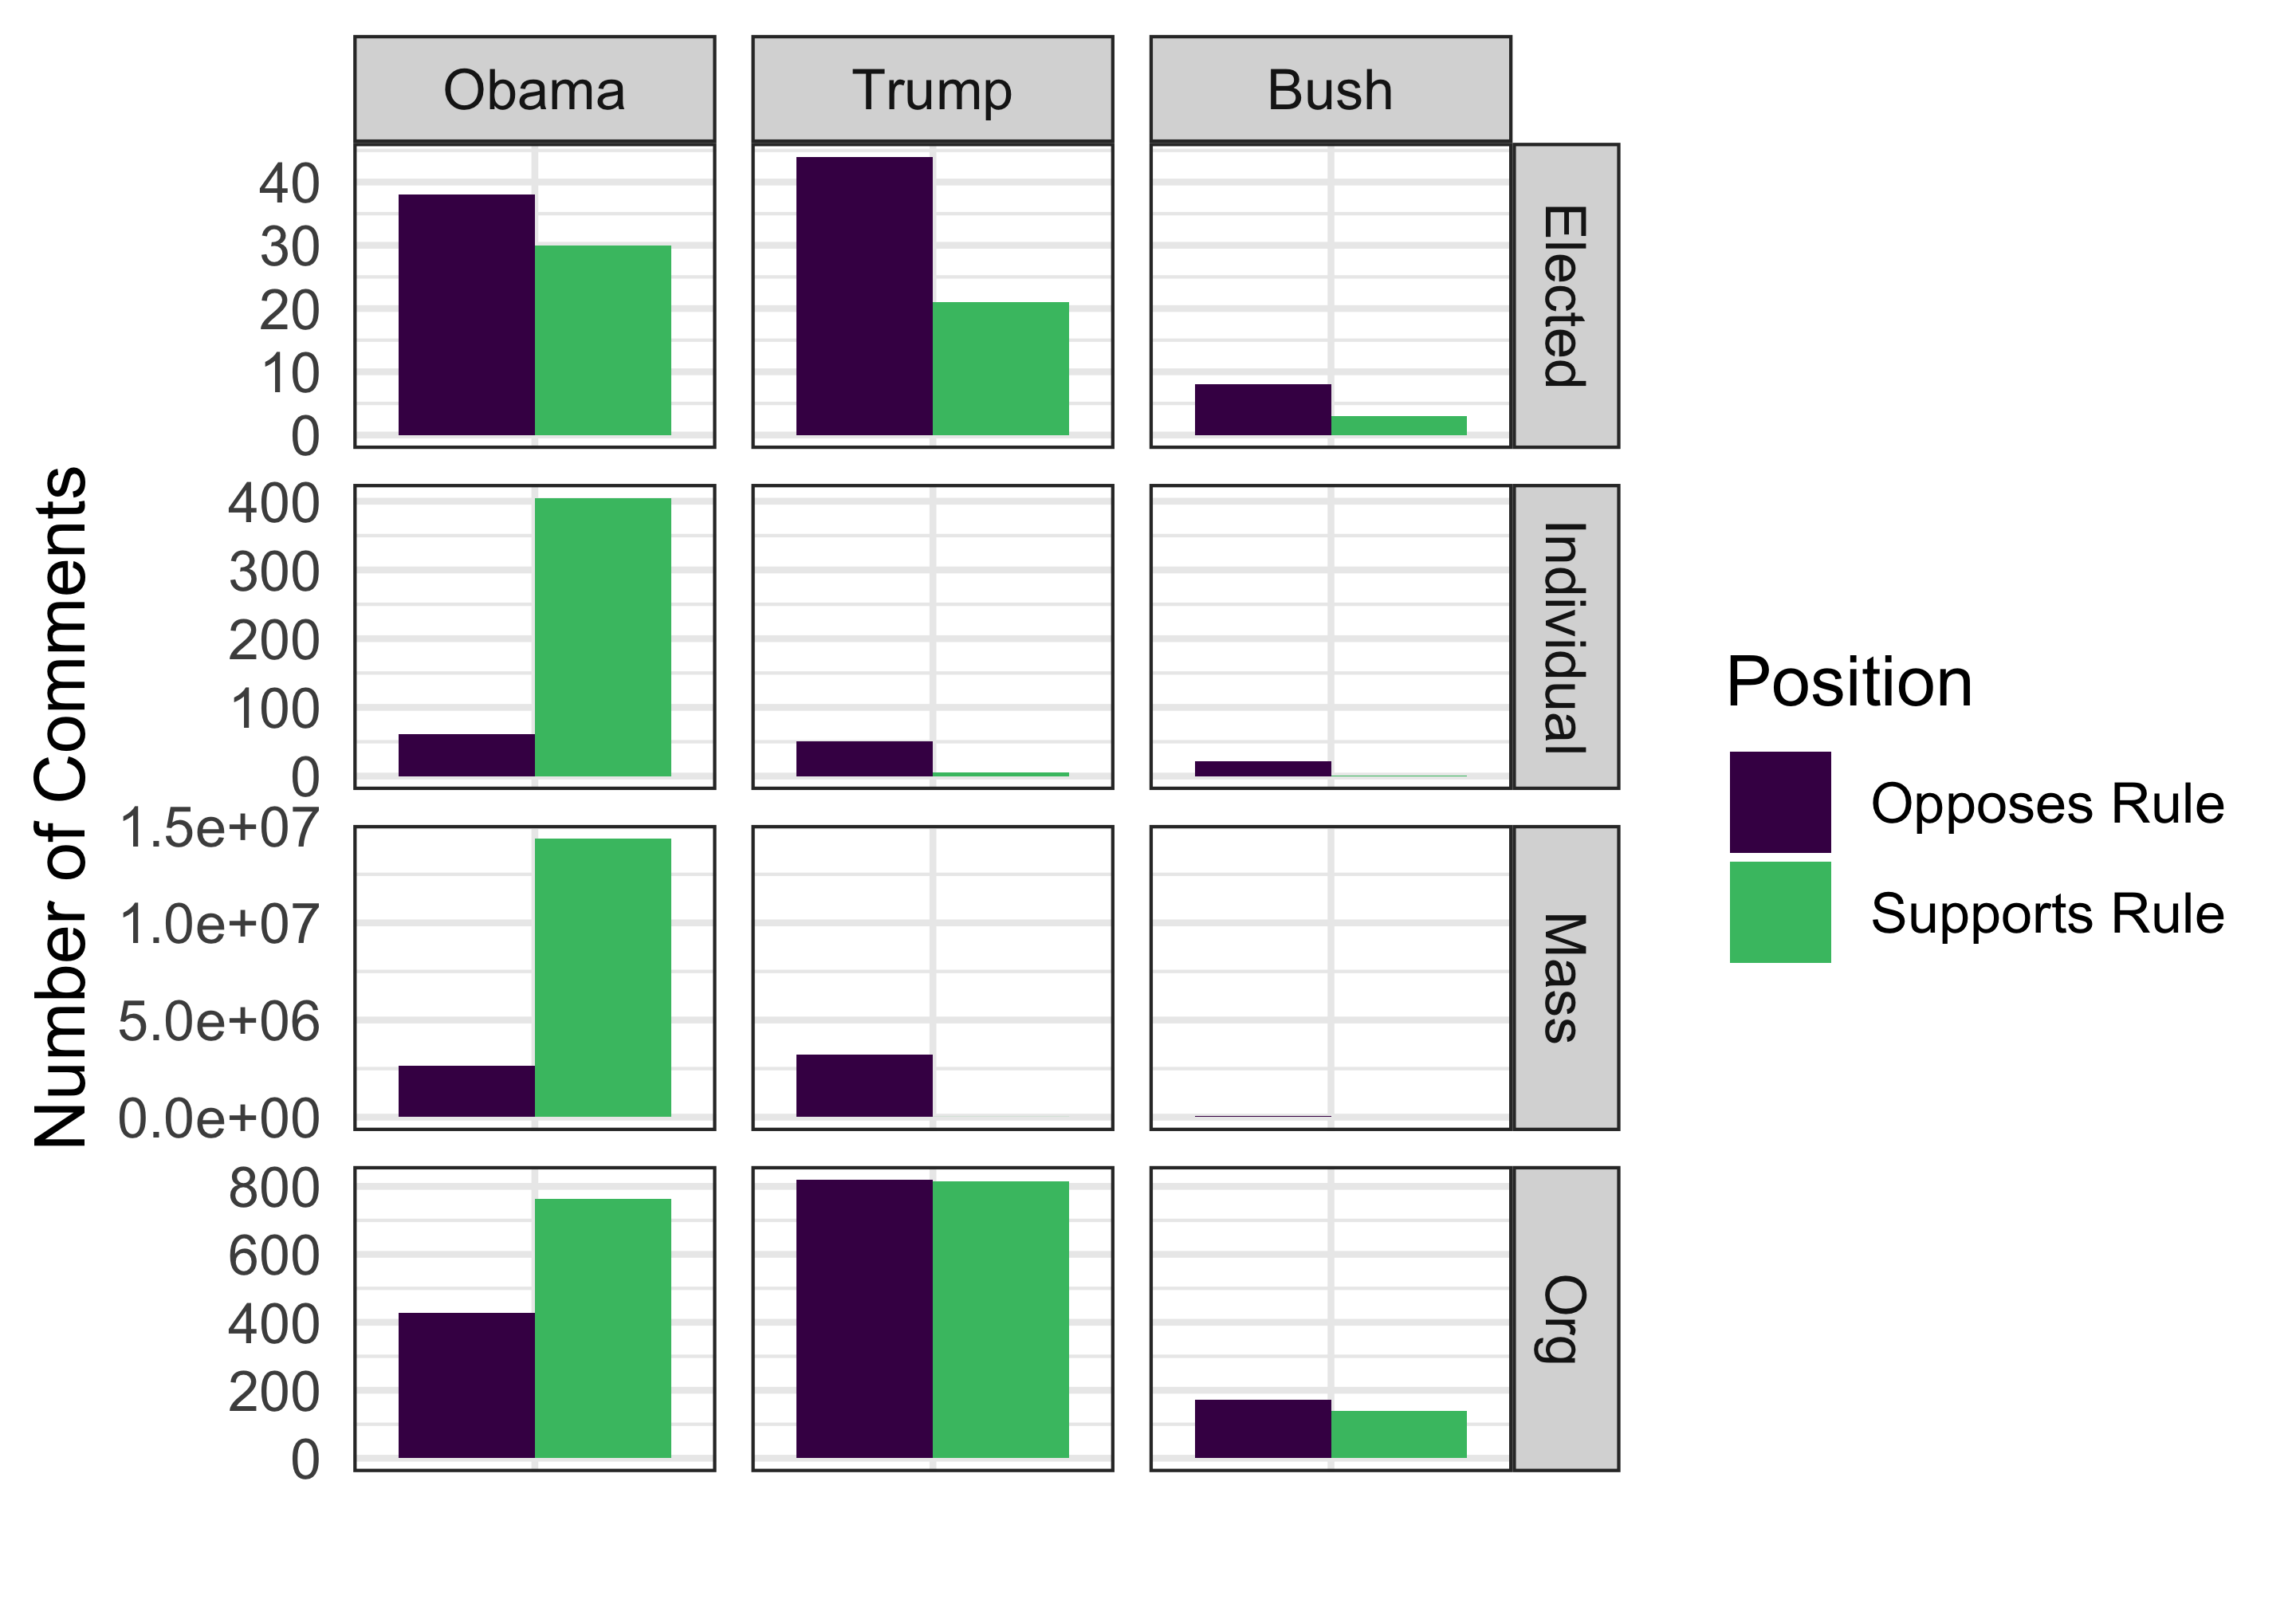 Obama Trump Bush
Number of Comments
40
30
20
10
0
Elected
400
300
200
100
0
Individual
1.5e+07
1.0e+07
5.0e+06
0.0e+00
Mass
800
600
400
200
0
Org
Position
Opposes Rule
Supports Rule